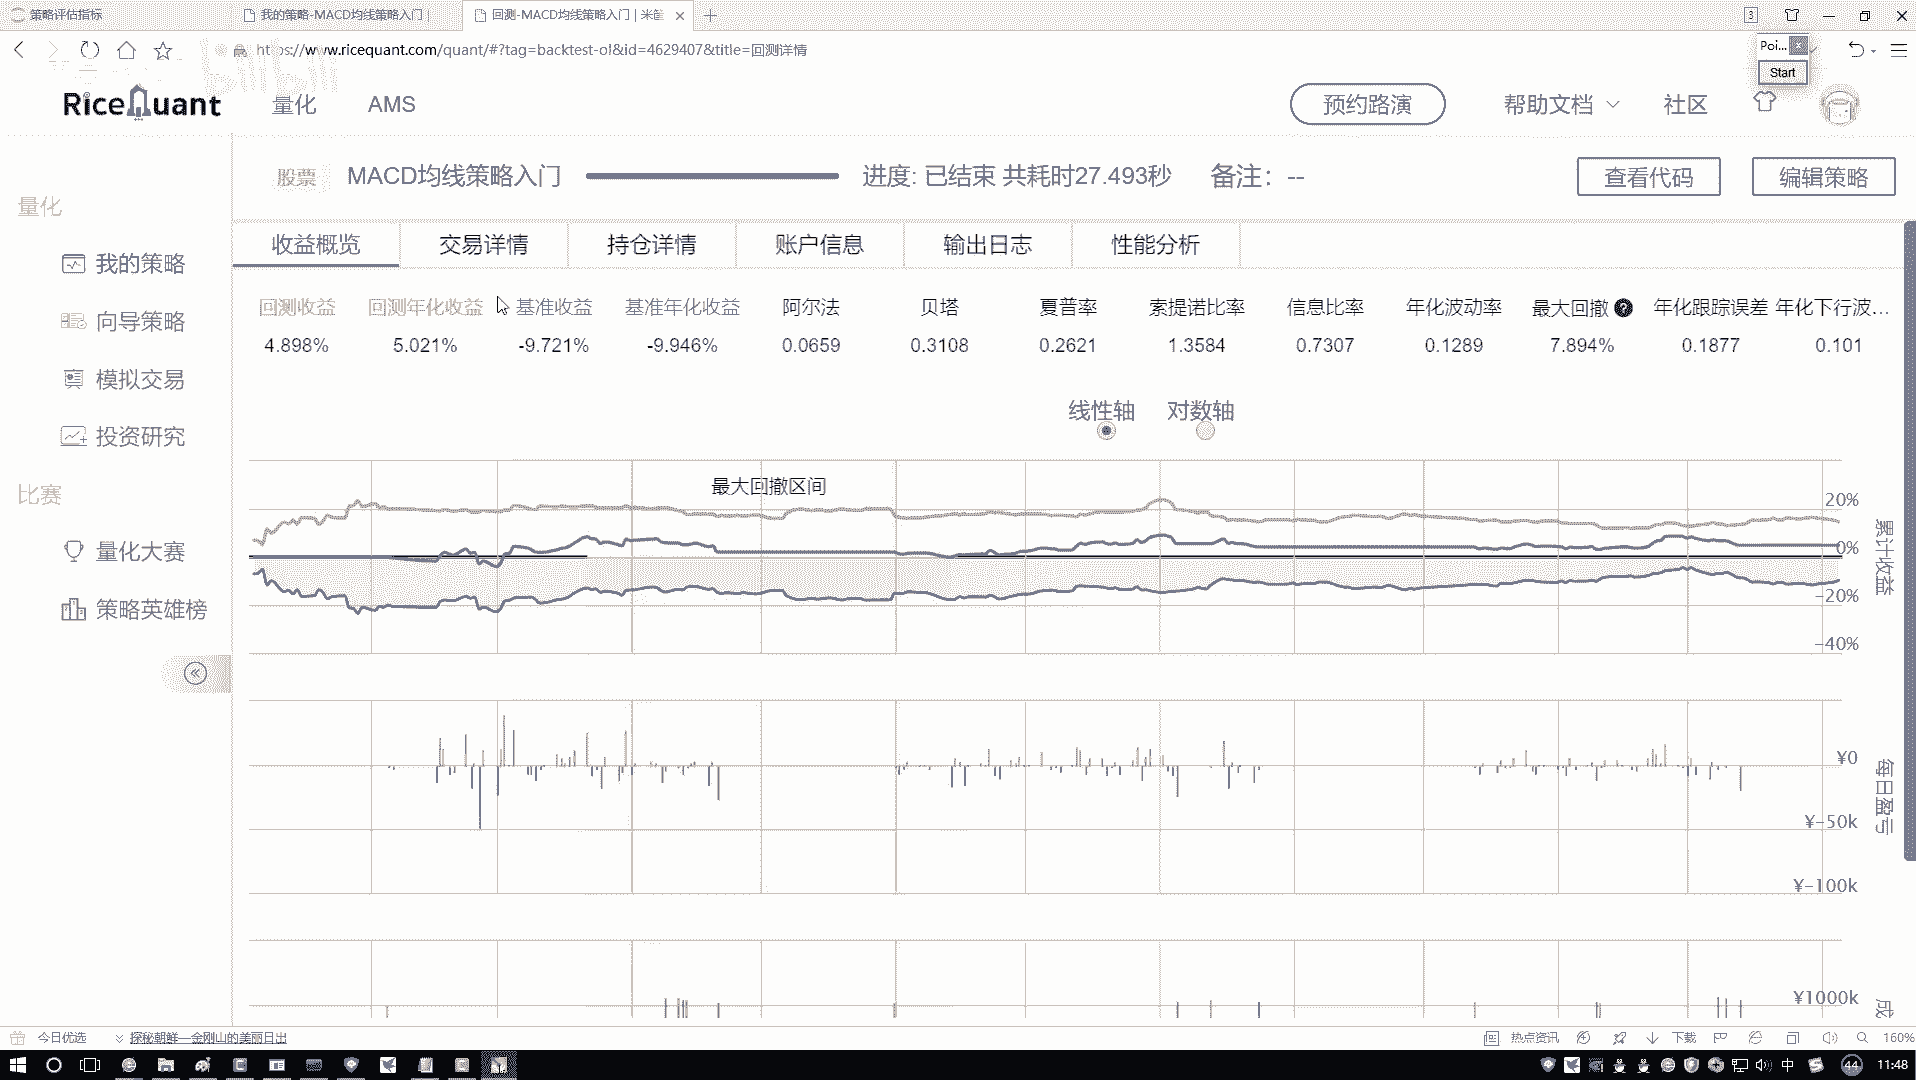 策略评估指标
我的策略-MACD均线策略入门 |
回测-MACD均线策略入门 | 米筐
3
https://www.ricequant.com/quant/#?tag=backtest-ol&id=4629407&title=回测详情
Poi...
Start
bilibili
RiceQuant
量化
AMS
预约路演
帮助文档
社区
量化
我的策略
向导策略
模拟交易
投资研究
比赛
量化大赛
策略英雄榜
股票
MACD均线策略入门
进度: 已结束 共耗时27.493秒
备注: --
查看代码
编辑策略
收益概览
交易详情
持仓详情
账户信息
输出日志
性能分析
回测收益 回测年化收益 基准收益 基准年化收益 阿尔法 贝塔 夏普率 索提诺比率 信息比率 年化波动率 最大回撤 年化跟踪误差 年化下行波...
4.898% 5.021% -9.721% -9.946% 0.0659 0.3108 0.2621 1.3584 0.7307 0.1289 7.894% 0.1877 0.101
线性轴 对数轴
最大回撤区间
20%
0%
-20%
-40%
累计收益
¥0
¥-50k
¥-100k
每日盈亏
¥1000k
成
今日优选
探秘朝鲜—金刚山的美丽日出
热点资讯
下载
160%
中
44
11:48